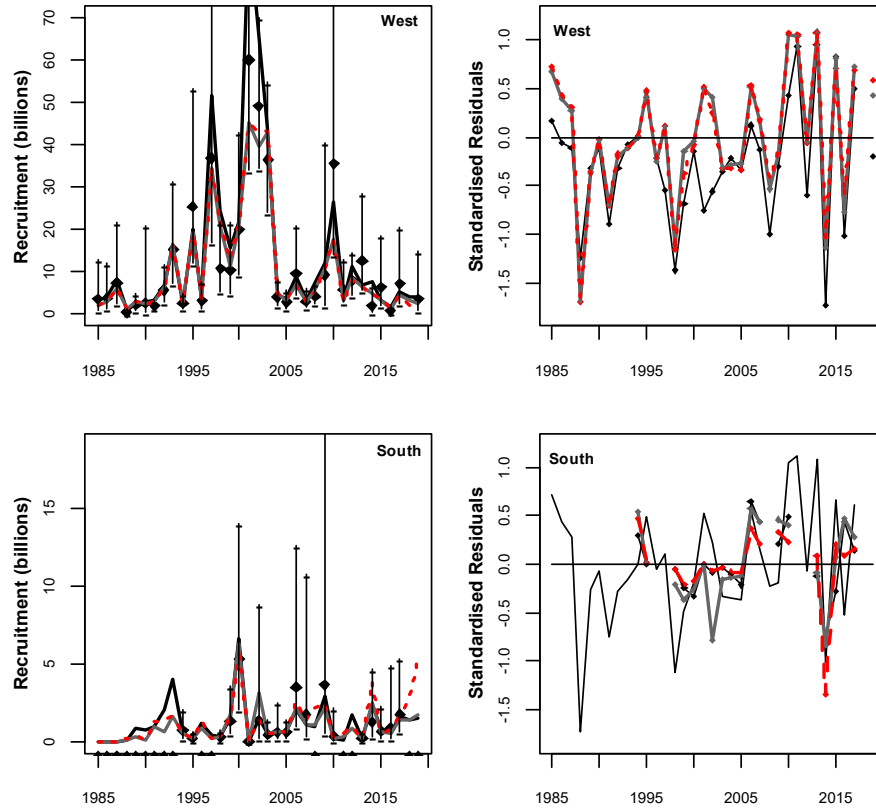 West
Recruitment (billions)
0 10 20 30 40 50 60 70
1985 1995 2005 2015
West
Standardised Residuals
-1.5 -1.0 -0.5 0.0 0.5 1.0
1985 1995 2005 2015
South
Recruitment (billions)
0 5 10 15
1985 1995 2005 2015
South
Standardised Residuals
-1.5 -1.0 -0.5 0.0 0.5 1.0
1985 1995 2005 2015